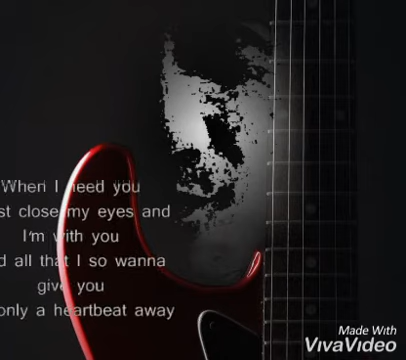 When I need you
st close my eyes and
I'm with you
d all that I so wanna
give you
only a heartbeat away
Made With
VivaVideo